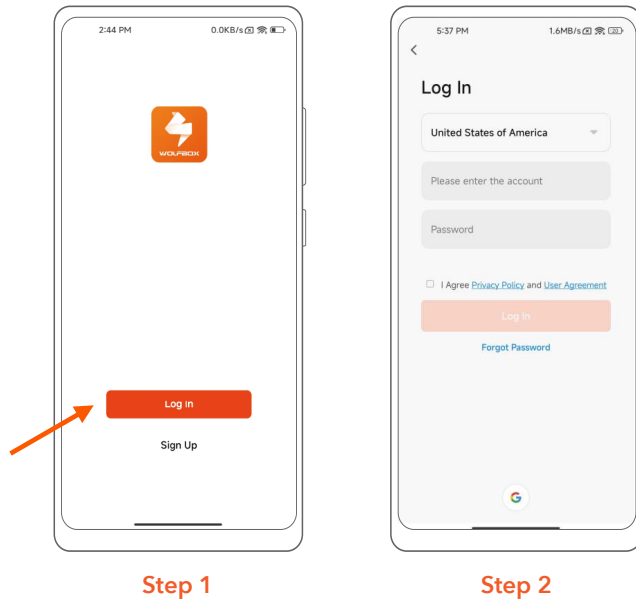 2:44 PM 0.0KB/s
WOLFBOX
Log In
Sign Up
Step 1
5:37 PM 1.6MB/s 20
Log In
United States of America
Please enter the account
Password
I Agree Privacy Policy and User Agreement
Log In
Forgot Password
G
Step 2